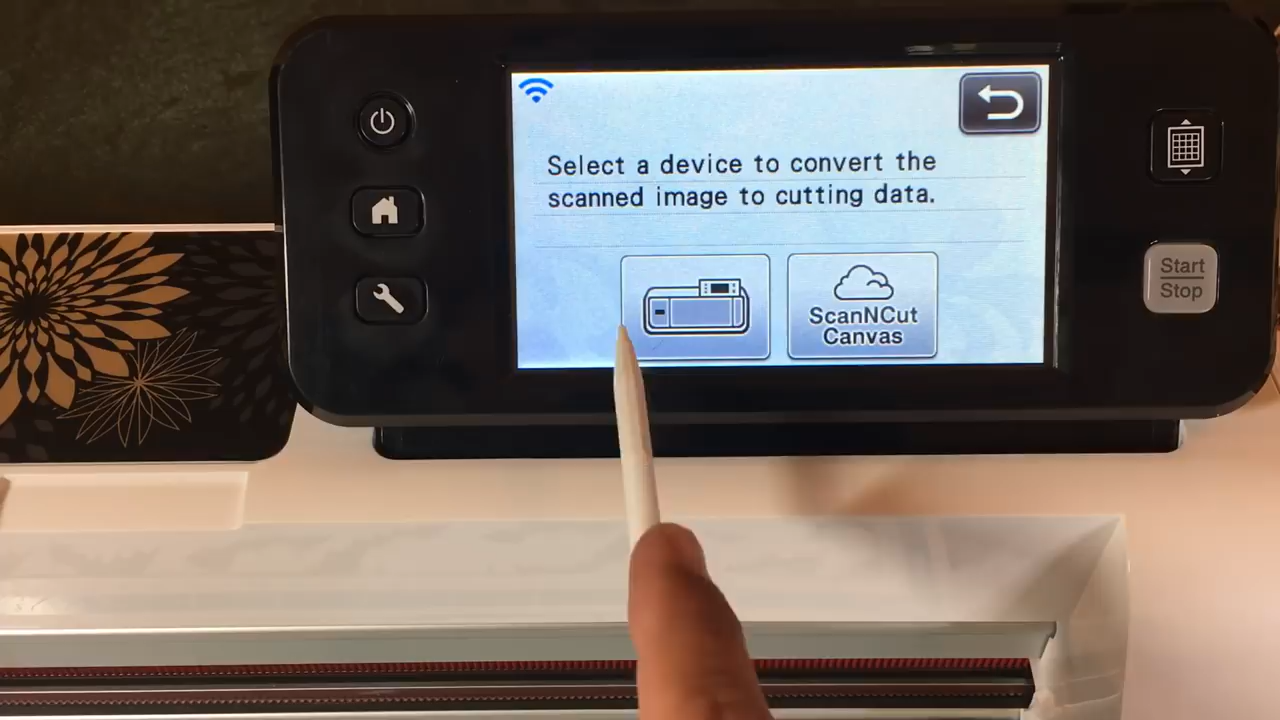 Select a device to convert the
scanned image to cutting data.
ScanNCut
Canvas
Start
Stop